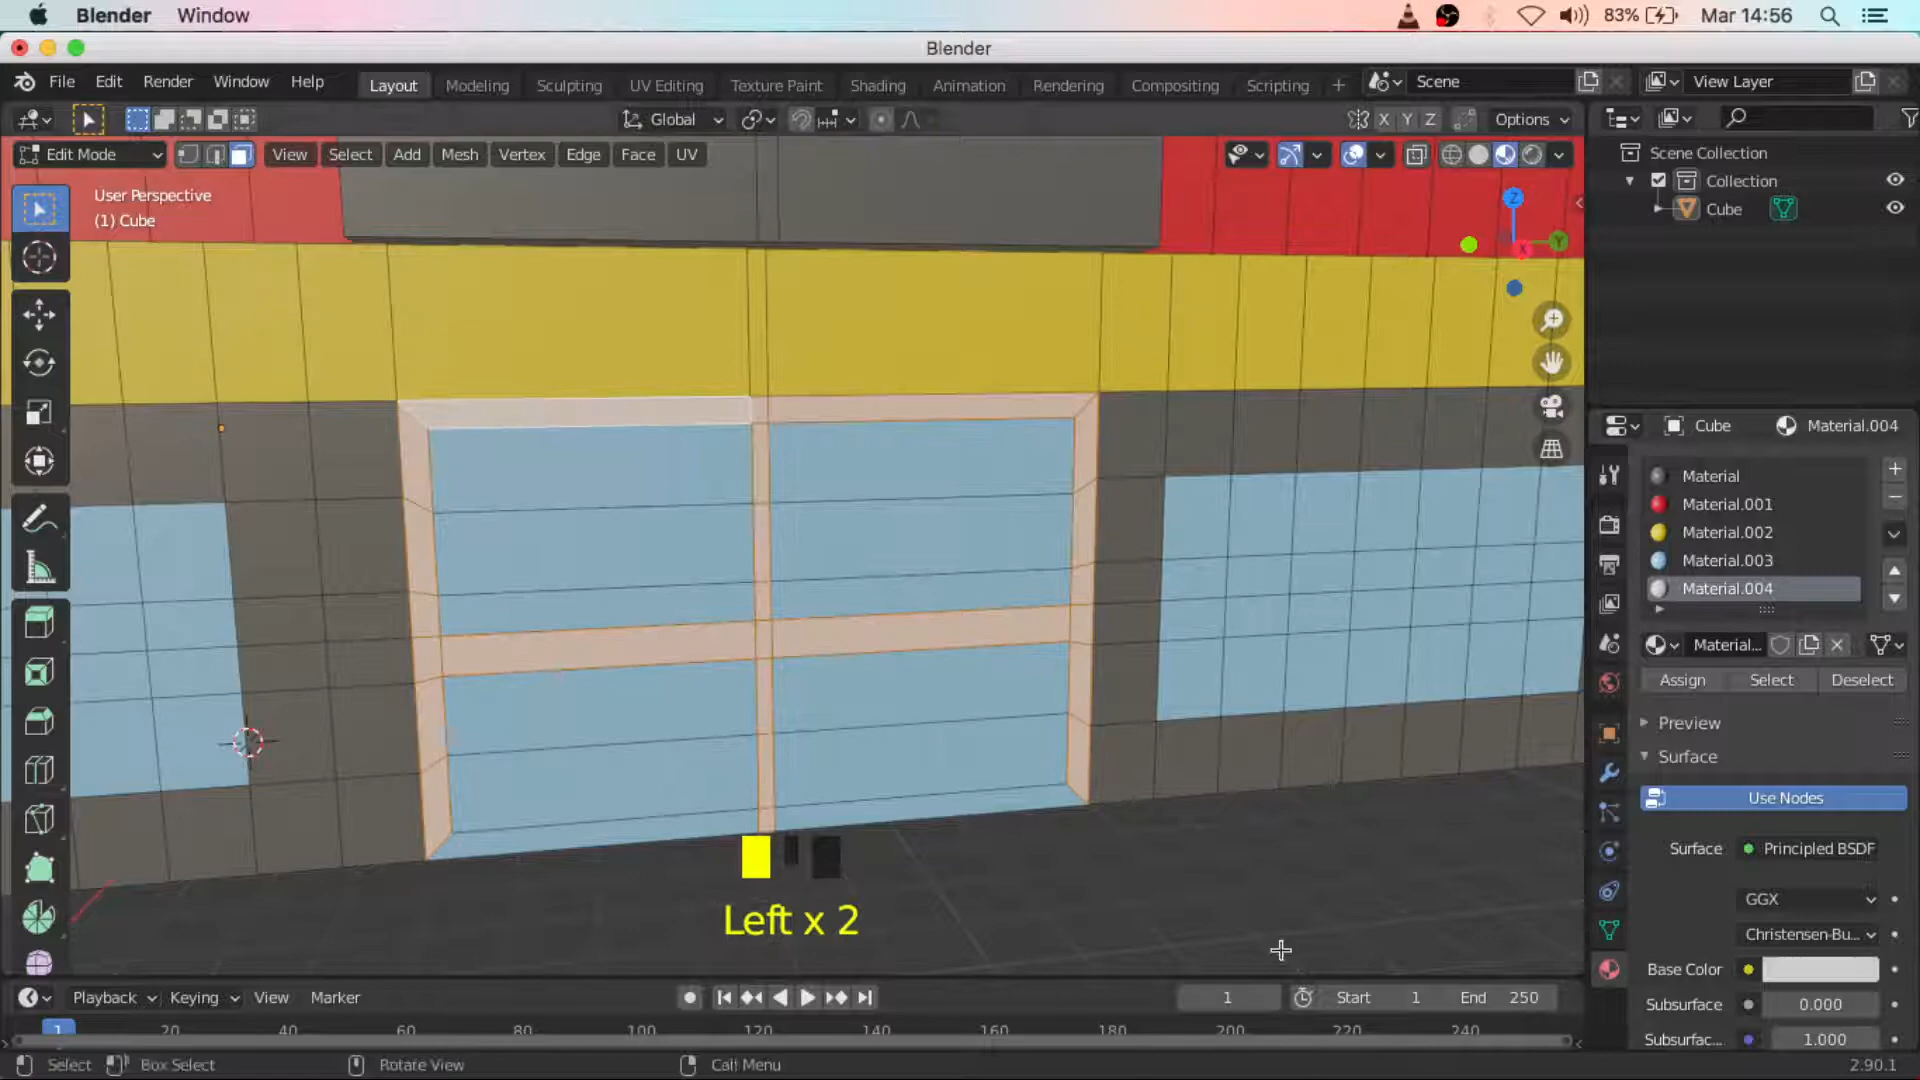 Blender Window 83% Mar 14:56
Blender
File Edit Render Window Help Layout Modeling Sculpting UV Editing Texture Paint Shading Animation Rendering Compositing Scripting + Scene View Layer
Global X Y Z Options
Edit Mode View Select Add Mesh Vertex Edge Face UV
Scene Collection
Collection
Cube
User Perspective
(1) Cube
Z
Y
X
Cube Material.004
Material
Material.001
Material.002
Material.003
Material.004
Material...
Assign Select Deselect
Preview
Surface
Use Nodes
Surface Principled BSDF
GGX
Christensen-Bu...
Base Color
Subsurface 0.000
Subsurfac... 1.000
Left x 2
Playback Keying View Marker 1 Start 1 End 250
1 20 40 60 80 100 120 140 160 180 200 220 240
Select Box Select Rotate View Call Menu 2.90.1